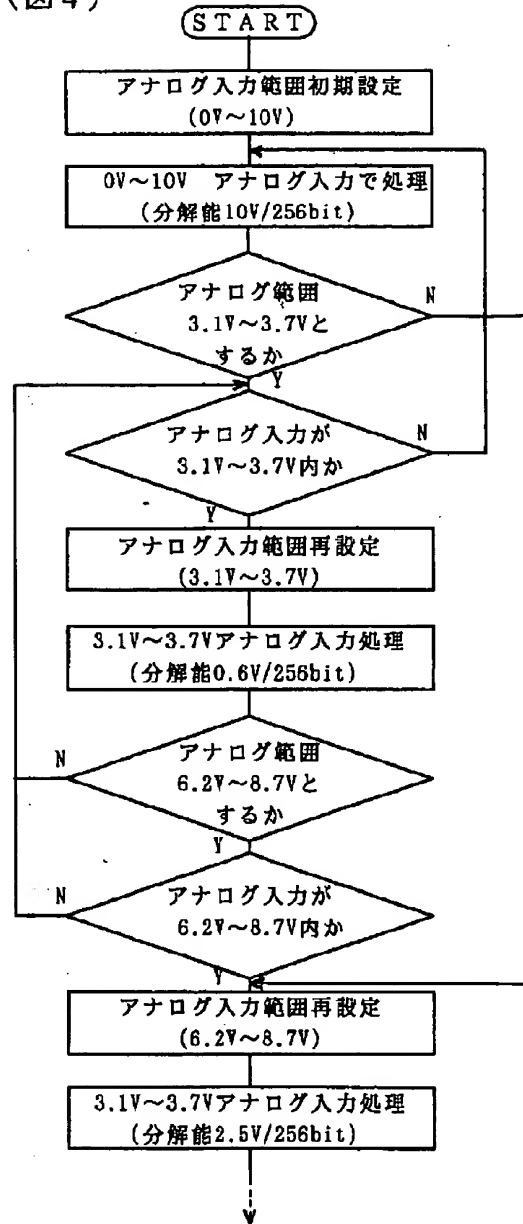 (図4)
START
アナログ入力範囲初期設定
(0V～10V)
0V～10V アナログ入力で処理
(分解能10V/256bit)
アナログ範囲
3.1V～3.7Vと
するか
N
Y
アナログ入力が
3.1V～3.7V内か
N
Y
アナログ入力範囲再設定
(3.1V～3.7V)
3.1V～3.7Vアナログ入力処理
(分解能0.6V/256bit)
アナログ範囲
6.2V～8.7Vと
するか
N
Y
アナログ入力が
6.2V～8.7V内か
N
Y
アナログ入力範囲再設定
(6.2V～8.7V)
3.1V～3.7Vアナログ入力処理
(分解能2.5V/256bit)